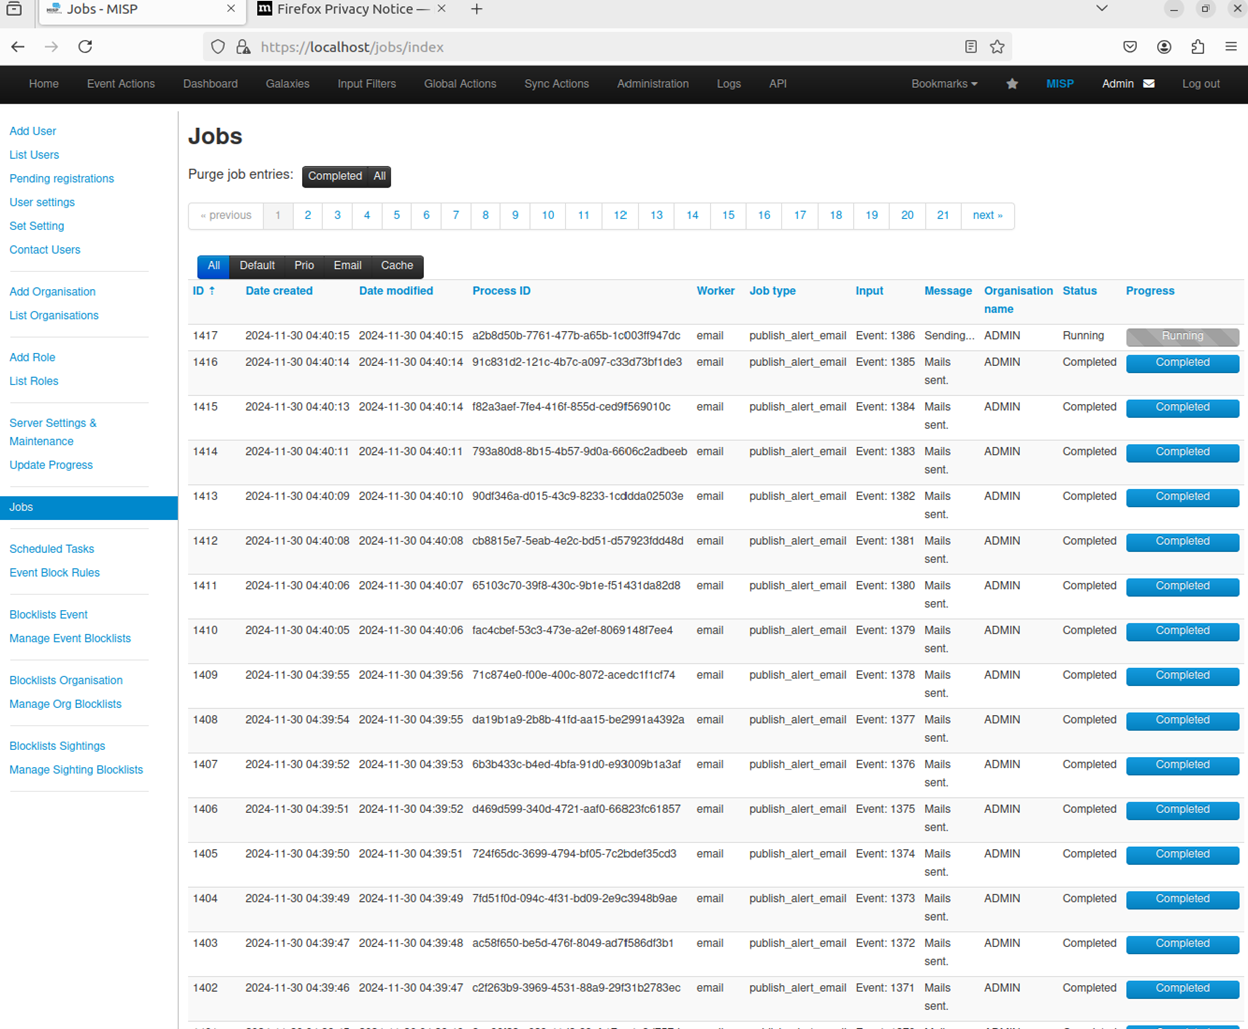 Jobs - MISP × Firefox Privacy Notice — × +
https://localhost/jobs/index
Home Event Actions Dashboard Galaxies Input Filters Global Actions Sync Actions Administration Logs API Bookmarks MISP Admin Log out
Add User
List Users
Pending registrations
User settings
Set Setting
Contact Users
Add Organisation
List Organisations
Add Role
List Roles
Server Settings &
Maintenance
Update Progress
Jobs
Scheduled Tasks
Event Block Rules
Blocklists Event
Manage Event Blocklists
Blocklists Organisation
Manage Org Blocklists
Blocklists Sightings
Manage Sighting Blocklists
Jobs
Purge job entries: Completed All
« previous 1 2 3 4 5 6 7 8 9 10 11 12 13 14 15 16 17 18 19 20 21 next »
All Default Prio Email Cache
ID ↑ Date created Date modified Process ID Worker Job type Input Message Organisation Status Progress
name
1417 2024-11-30 04:40:15 2024-11-30 04:40:15 a2b8d50b-7761-477b-a65b-1c003ff947dc email publish_alert_email Event: 1386 Sending... ADMIN Running Running
1416 2024-11-30 04:40:14 2024-11-30 04:40:14 91c831d2-121c-4b7c-a097-c33d73bf1de3 email publish_alert_email Event: 1385 Mails ADMIN Completed Completed
sent.
1415 2024-11-30 04:40:13 2024-11-30 04:40:14 f82a3aef-7fe4-416f-855d-ced9f569010c email publish_alert_email Event: 1384 Mails ADMIN Completed Completed
sent.
1414 2024-11-30 04:40:11 2024-11-30 04:40:11 793a80d8-8b15-4b57-9d0a-6606c2adbeeb email publish_alert_email Event: 1383 Mails ADMIN Completed Completed
sent.
1413 2024-11-30 04:40:09 2024-11-30 04:40:10 90df346a-d015-43c9-8233-1cddda02503e email publish_alert_email Event: 1382 Mails ADMIN Completed Completed
sent.
1412 2024-11-30 04:40:08 2024-11-30 04:40:08 cb8815e7-5eab-4e2c-bd51-d57923fdd48d email publish_alert_email Event: 1381 Mails ADMIN Completed Completed
sent.
1411 2024-11-30 04:40:06 2024-11-30 04:40:07 65103c70-39f8-430c-9b1e-f51431da82d8 email publish_alert_email Event: 1380 Mails ADMIN Completed Completed
sent.
1410 2024-11-30 04:40:05 2024-11-30 04:40:06 fac4cbef-53c3-473e-a2ef-8069148f7ee4 email publish_alert_email Event: 1379 Mails ADMIN Completed Completed
sent.
1409 2024-11-30 04:39:55 2024-11-30 04:39:56 71c874e0-f00e-400c-8072-acedc1f1cf74 email publish_alert_email Event: 1378 Mails ADMIN Completed Completed
sent.
1408 2024-11-30 04:39:54 2024-11-30 04:39:55 da19b1a9-2b8b-41fd-aa15-be2991a4392a email publish_alert_email Event: 1377 Mails ADMIN Completed Completed
sent.
1407 2024-11-30 04:39:52 2024-11-30 04:39:53 6b3b433c-b4ed-4bfa-91d0-e93009b1a3af email publish_alert_email Event: 1376 Mails ADMIN Completed Completed
sent.
1406 2024-11-30 04:39:51 2024-11-30 04:39:52 d469d599-340d-4721-aaf0-66823fc61857 email publish_alert_email Event: 1375 Mails ADMIN Completed Completed
sent.
1405 2024-11-30 04:39:50 2024-11-30 04:39:51 724f65dc-3699-4794-bf05-7c2bdef35cd3 email publish_alert_email Event: 1374 Mails ADMIN Completed Completed
sent.
1404 2024-11-30 04:39:49 2024-11-30 04:39:49 7fd51f0d-094c-4f31-bd09-2e9c3948b9ae email publish_alert_email Event: 1373 Mails ADMIN Completed Completed
sent.
1403 2024-11-30 04:39:47 2024-11-30 04:39:48 ac58f650-be5d-476f-8049-ad7f586df3b1 email publish_alert_email Event: 1372 Mails ADMIN Completed Completed
sent.
1402 2024-11-30 04:39:46 2024-11-30 04:39:47 c2f263b9-3969-4531-88a9-29f31b2783ec email publish_alert_email Event: 1371 Mails ADMIN Completed Completed
sent.